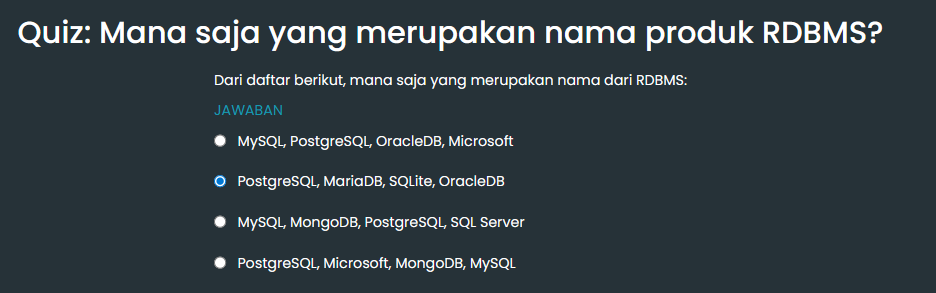 Quiz: Mana saja yang merupakan nama produk RDBMS?
Dari daftar berikut, mana saja yang merupakan nama dari RDBMS:
JAWABAN
MySQL, PostgreSQL, OracleDB, Microsoft
PostgreSQL, MariaDB, SQLite, OracleDB
MySQL, MongoDB, PostgreSQL, SQL Server
PostgreSQL, Microsoft, MongoDB, MySQL